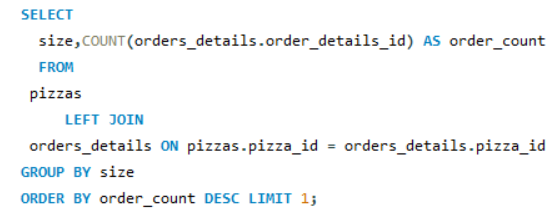 SELECT
size,COUNT(orders_details.order_details_id) AS order_count
FROM
pizzas
LEFT JOIN
orders_details ON pizzas.pizza_id = orders_details.pizza_id
GROUP BY size
ORDER BY order_count DESC LIMIT 1;